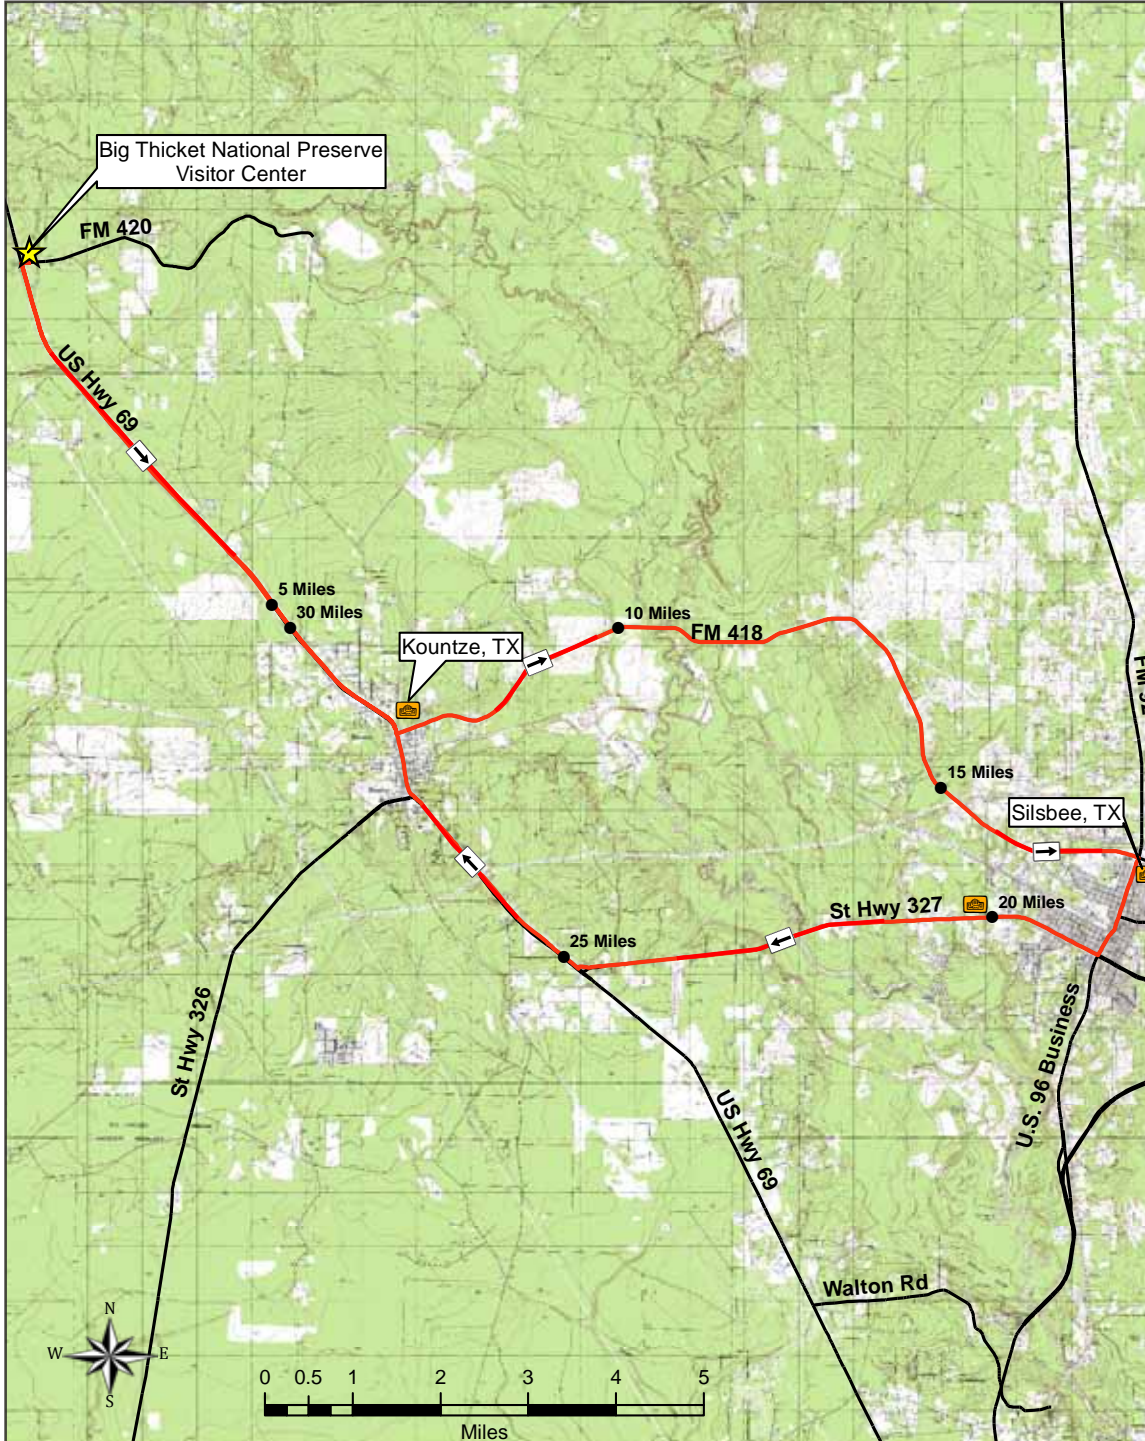 Big Thicket National Preserve
Visitor Center
FM 420
US Hwy 69
5 Miles
30 Miles
Kountze, TX
10 Miles
FM 418
15 Miles
Silsbee, TX
St Hwy 327
20 Miles
25 Miles
St Hwy 326
U.S. 96 Business
US Hwy 69
Walton Rd
N
W
E
S
0 0.5 1 2 3 4 5
Miles